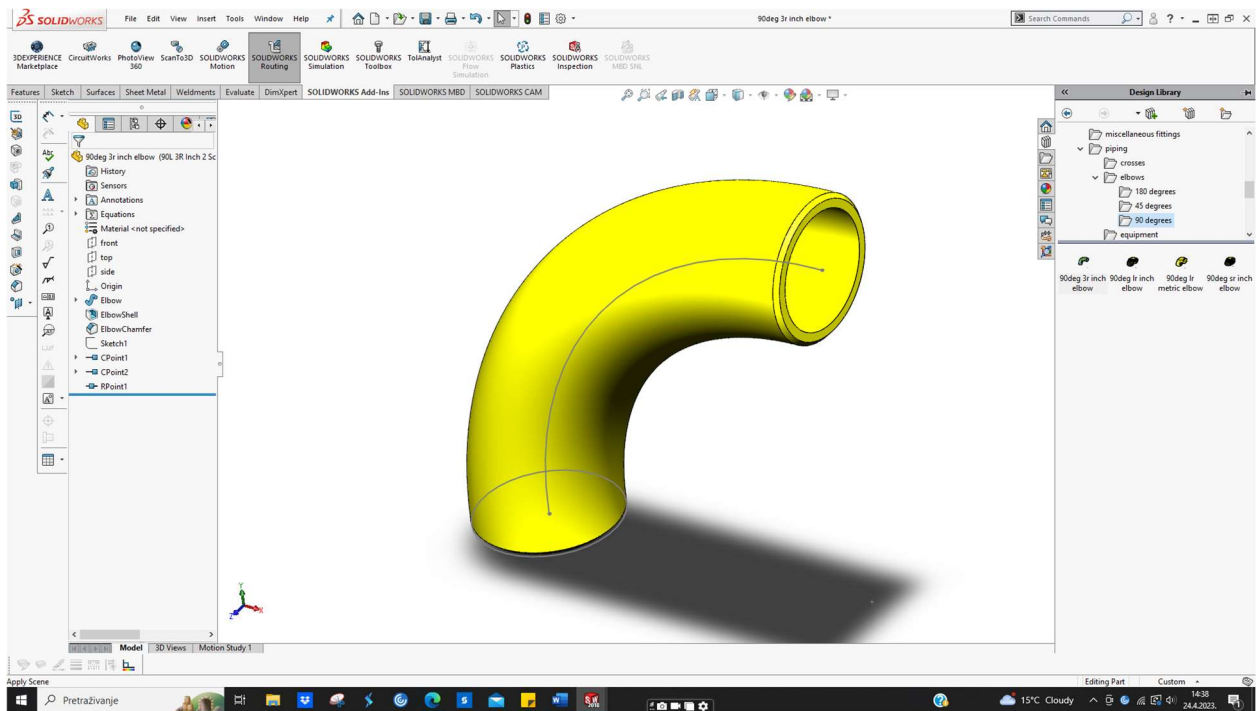 SOLIDWORKS File Edit View Insert Tools Window Help 90deg 3r inch elbow * Search Commands
3DEXPERIENCE Marketplace
CircuitWorks
PhotoView 360
ScanTo3D
SOLIDWORKS Motion
SOLIDWORKS Routing
SOLIDWORKS Simulation
SOLIDWORKS Toolbox
TolAnalyst
SOLIDWORKS Flow Simulation
SOLIDWORKS Plastics
SOLIDWORKS Inspection
SOLIDWORKS MBD SNL
Features Sketch Surfaces Sheet Metal Weldments Evaluate DimXpert SOLIDWORKS Add-Ins SOLIDWORKS MBD SOLIDWORKS CAM
90deg 3r inch elbow (90L 3R Inch 2 Sc
History
Sensors
Annotations
Equations
Material <not specified>
front
top
side
Origin
Elbow
ElbowShell
ElbowChamfer
Sketch1
CPoint1
CPoint2
RPoint1
Y
X
Z
Design Library
miscellaneous fittings
piping
crosses
elbows
180 degrees
45 degrees
90 degrees
equipment
90deg 3r inch elbow
90deg lr inch elbow
90deg lr metric elbow
90deg sr inch elbow
Model 3D Views Motion Study 1
Apply Scene
Editing Part Custom
Pretraživanje
15°C Cloudy
14:38
24.4.2023.